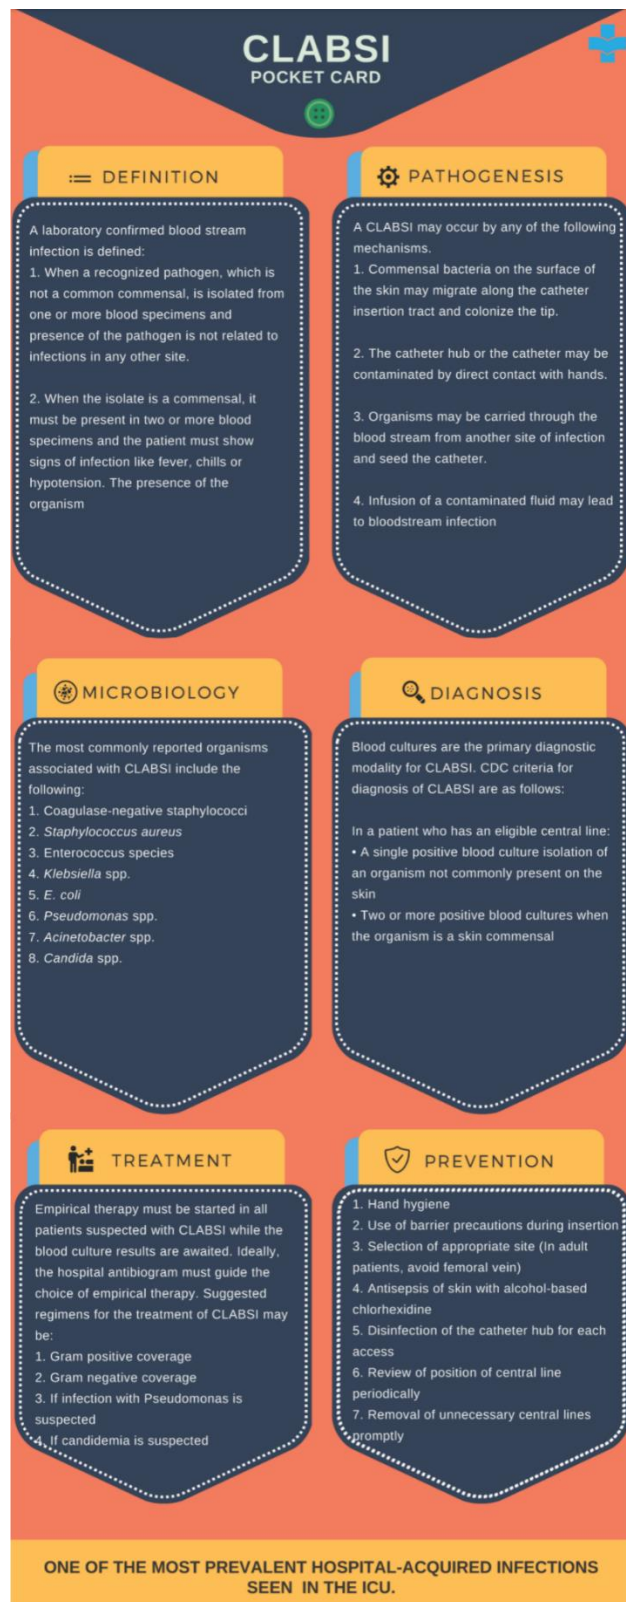 CLABSI
POCKET CARD
DEFINITION
A laboratory confirmed blood stream
infection is defined:
1. When a recognized pathogen, which is
not a common commensal, is isolated from
one or more blood specimens and
presence of the pathogen is not related to
infections in any other site.
2. When the isolate is a commensal, it
must be present in two or more blood
specimens and the patient must show
signs of infection like fever, chills or
hypotension. The presence of the
organism
PATHOGENESIS
A CLABSI may occur by any of the following
mechanisms.
1. Commensal bacteria on the surface of
the skin may migrate along the catheter
insertion tract and colonize the tip.
2. The catheter hub or the catheter may be
contaminated by direct contact with hands.
3. Organisms may be carried through the
blood stream from another site of infection
and seed the catheter.
4. Infusion of a contaminated fluid may lead
to bloodstream infection
MICROBIOLOGY
The most commonly reported organisms
associated with CLABSI include the
following:
1. Coagulase-negative staphylococci
2. Staphylococcus aureus
3. Enterococcus species
4. Klebsiella spp.
5. E. coli
6. Pseudomonas spp.
7. Acinetobacter spp.
8. Candida spp.
DIAGNOSIS
Blood cultures are the primary diagnostic
modality for CLABSI. CDC criteria for
diagnosis of CLABSI are as follows:
In a patient who has an eligible central line:
• A single positive blood culture isolation of
an organism not commonly present on the
skin
• Two or more positive blood cultures when
the organism is a skin commensal
TREATMENT
Empirical therapy must be started in all
patients suspected with CLABSI while the
blood culture results are awaited. Ideally,
the hospital antibiogram must guide the
choice of empirical therapy. Suggested
regimens for the treatment of CLABSI may
be:
1. Gram positive coverage
2. Gram negative coverage
3. If infection with Pseudomonas is
suspected
4. If candidemia is suspected
PREVENTION
1. Hand hygiene
2. Use of barrier precautions during insertion
3. Selection of appropriate site (In adult
patients, avoid femoral vein)
4. Antisepsis of skin with alcohol-based
chlorhexidine
5. Disinfection of the catheter hub for each
access
6. Review of position of central line
periodically
7. Removal of unnecessary central lines
promptly
ONE OF THE MOST PREVALENT HOSPITAL-ACQUIRED INFECTIONS
SEEN IN THE ICU.